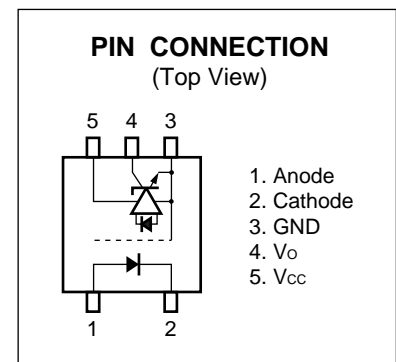 PIN CONNECTION
(Top View)
5 4 3
1. Anode
2. Cathode
3. GND
4. VO
5. VCC
1 2